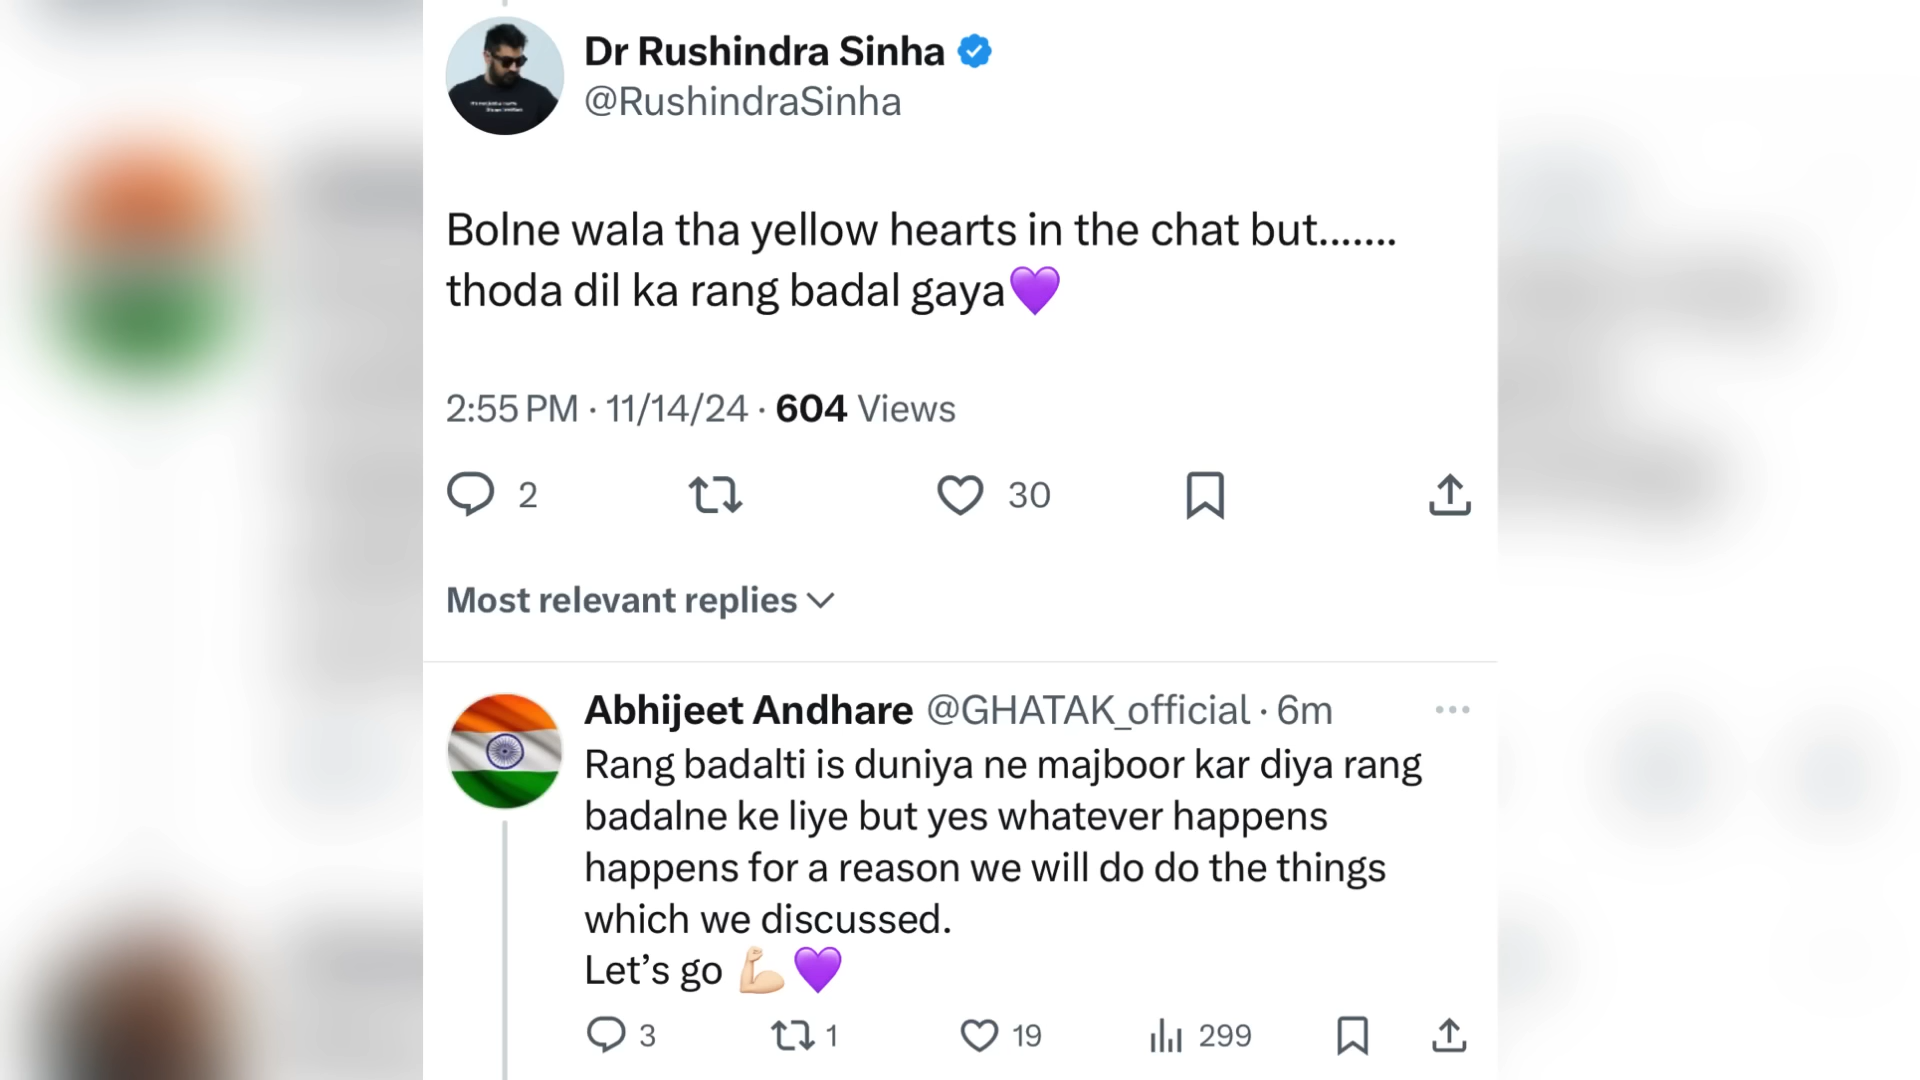 Dr Rushindra Sinha
@RushindraSinha
Bolne wala tha yellow hearts in the chat but.......
thoda dil ka rang badal gaya💜
2:55 PM · 11/14/24 · 604 Views
2 30
Most relevant replies
Abhijeet Andhare @GHATAK_official · 6m
Rang badalti is duniya ne majboor kar diya rang
badalne ke liye but yes whatever happens
happens for a reason we will do do the things
which we discussed.
Let's go 💪🏻💜
3 1 19 299